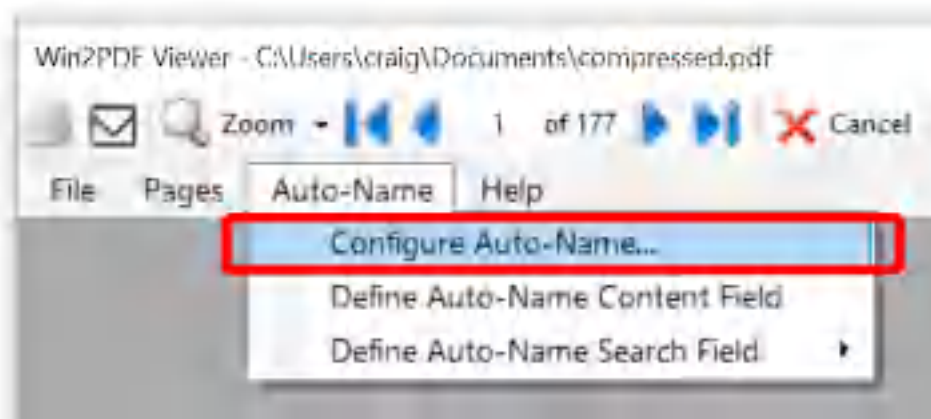 Win2PDF Viewer - C:\Users\craig\Documents\compressed.pdf
Zoom 1 of 177 Cancel
File Pages Auto-Name Help
Configure Auto-Name...
Define Auto-Name Content Field
Define Auto-Name Search Field